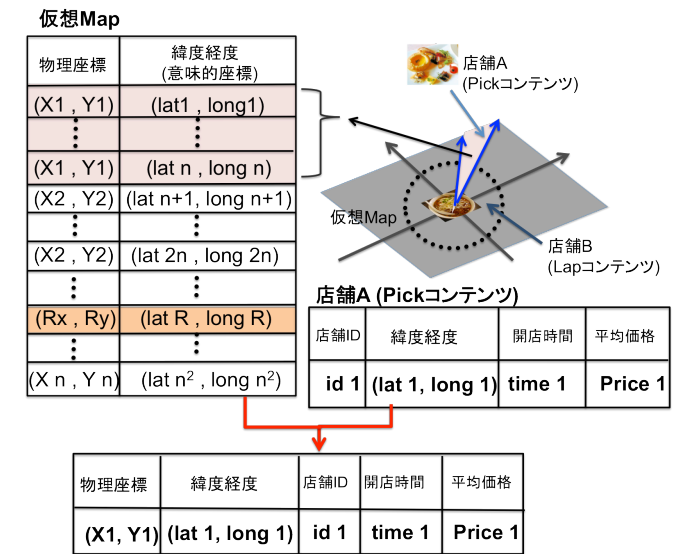 仮想Map
物理座標 緯度経度
(意味的座標)
(X1 , Y1) (lat1 , long1)
(X1 , Y1) (lat n , long n)
(X2 , Y2) (lat n+1, long n+1)
(X2 , Y2) (lat 2n , long 2n)
(Rx , Ry) (lat R , long R)
(X n , Y n) (lat n² , long n²)
店舗A
(Pickコンテンツ)
仮想Map
店舗B
(Lapコンテンツ)
店舗A (Pickコンテンツ)
店舗ID 緯度経度 開店時間 平均価格
id 1 (lat 1, long 1) time 1 Price 1
物理座標 緯度経度 店舗ID 開店時間 平均価格
(X1, Y1) (lat 1, long 1) id 1 time 1 Price 1